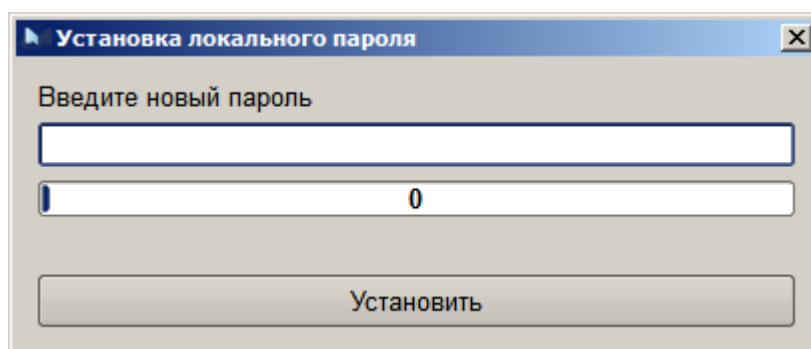 Установка локального пароля
Введите новый пароль
0
Установить